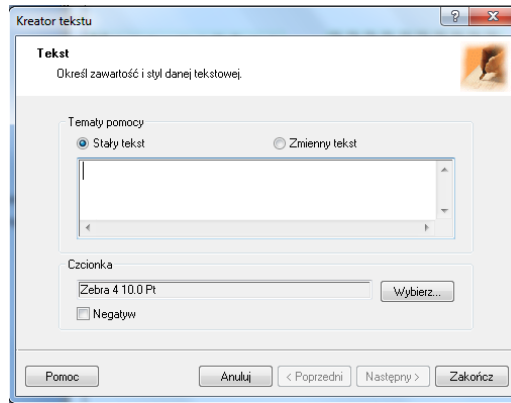 Kreator tekstu
Tekst
Określ zawartość i styl danej tekstowej.
Tematy pomocy
Stały tekst Zmienny tekst
Czcionka
Zebra 4 10.0 Pt Wybierz...
Negatyw
Pomoc Anuluj < Poprzedni Następny > Zakończ